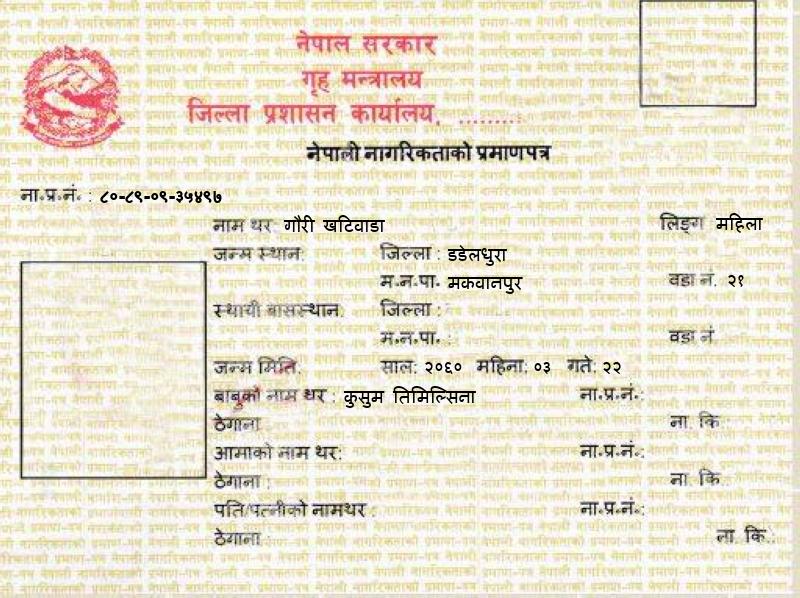 नेपाल सरकार
गृह मन्त्रालय
जिल्ला प्रशासन कार्यालय, ........
नेपाली नागरिकताको प्रमाणपत्र
ना.प्र.नं. : ८०-८९-०९-३५४९७
नाम थर: गौरी खटिवाडा लिङ्ग महिला
जन्म स्थान: जिल्ला : डडेलधुरा
म.न.पा. मकवानपुर वडा नं. २१
स्थायी बासस्थान: जिल्ला :
म.न.पा. : वडा नं.
जन्म मिति: साल: २०६० महिना: ०३ गते: २२
बाबुको नाम थर : कुसुम तिमिल्सिना ना.प्र.नं.:
ठेगाना: ना. कि.:
आमाको नाम थर: ना.प्र.नं.:
ठेगाना : ना. कि.
पति/पत्नीको नामथर : ना.प्र.नं.:
ठेगाना : ना. कि.: